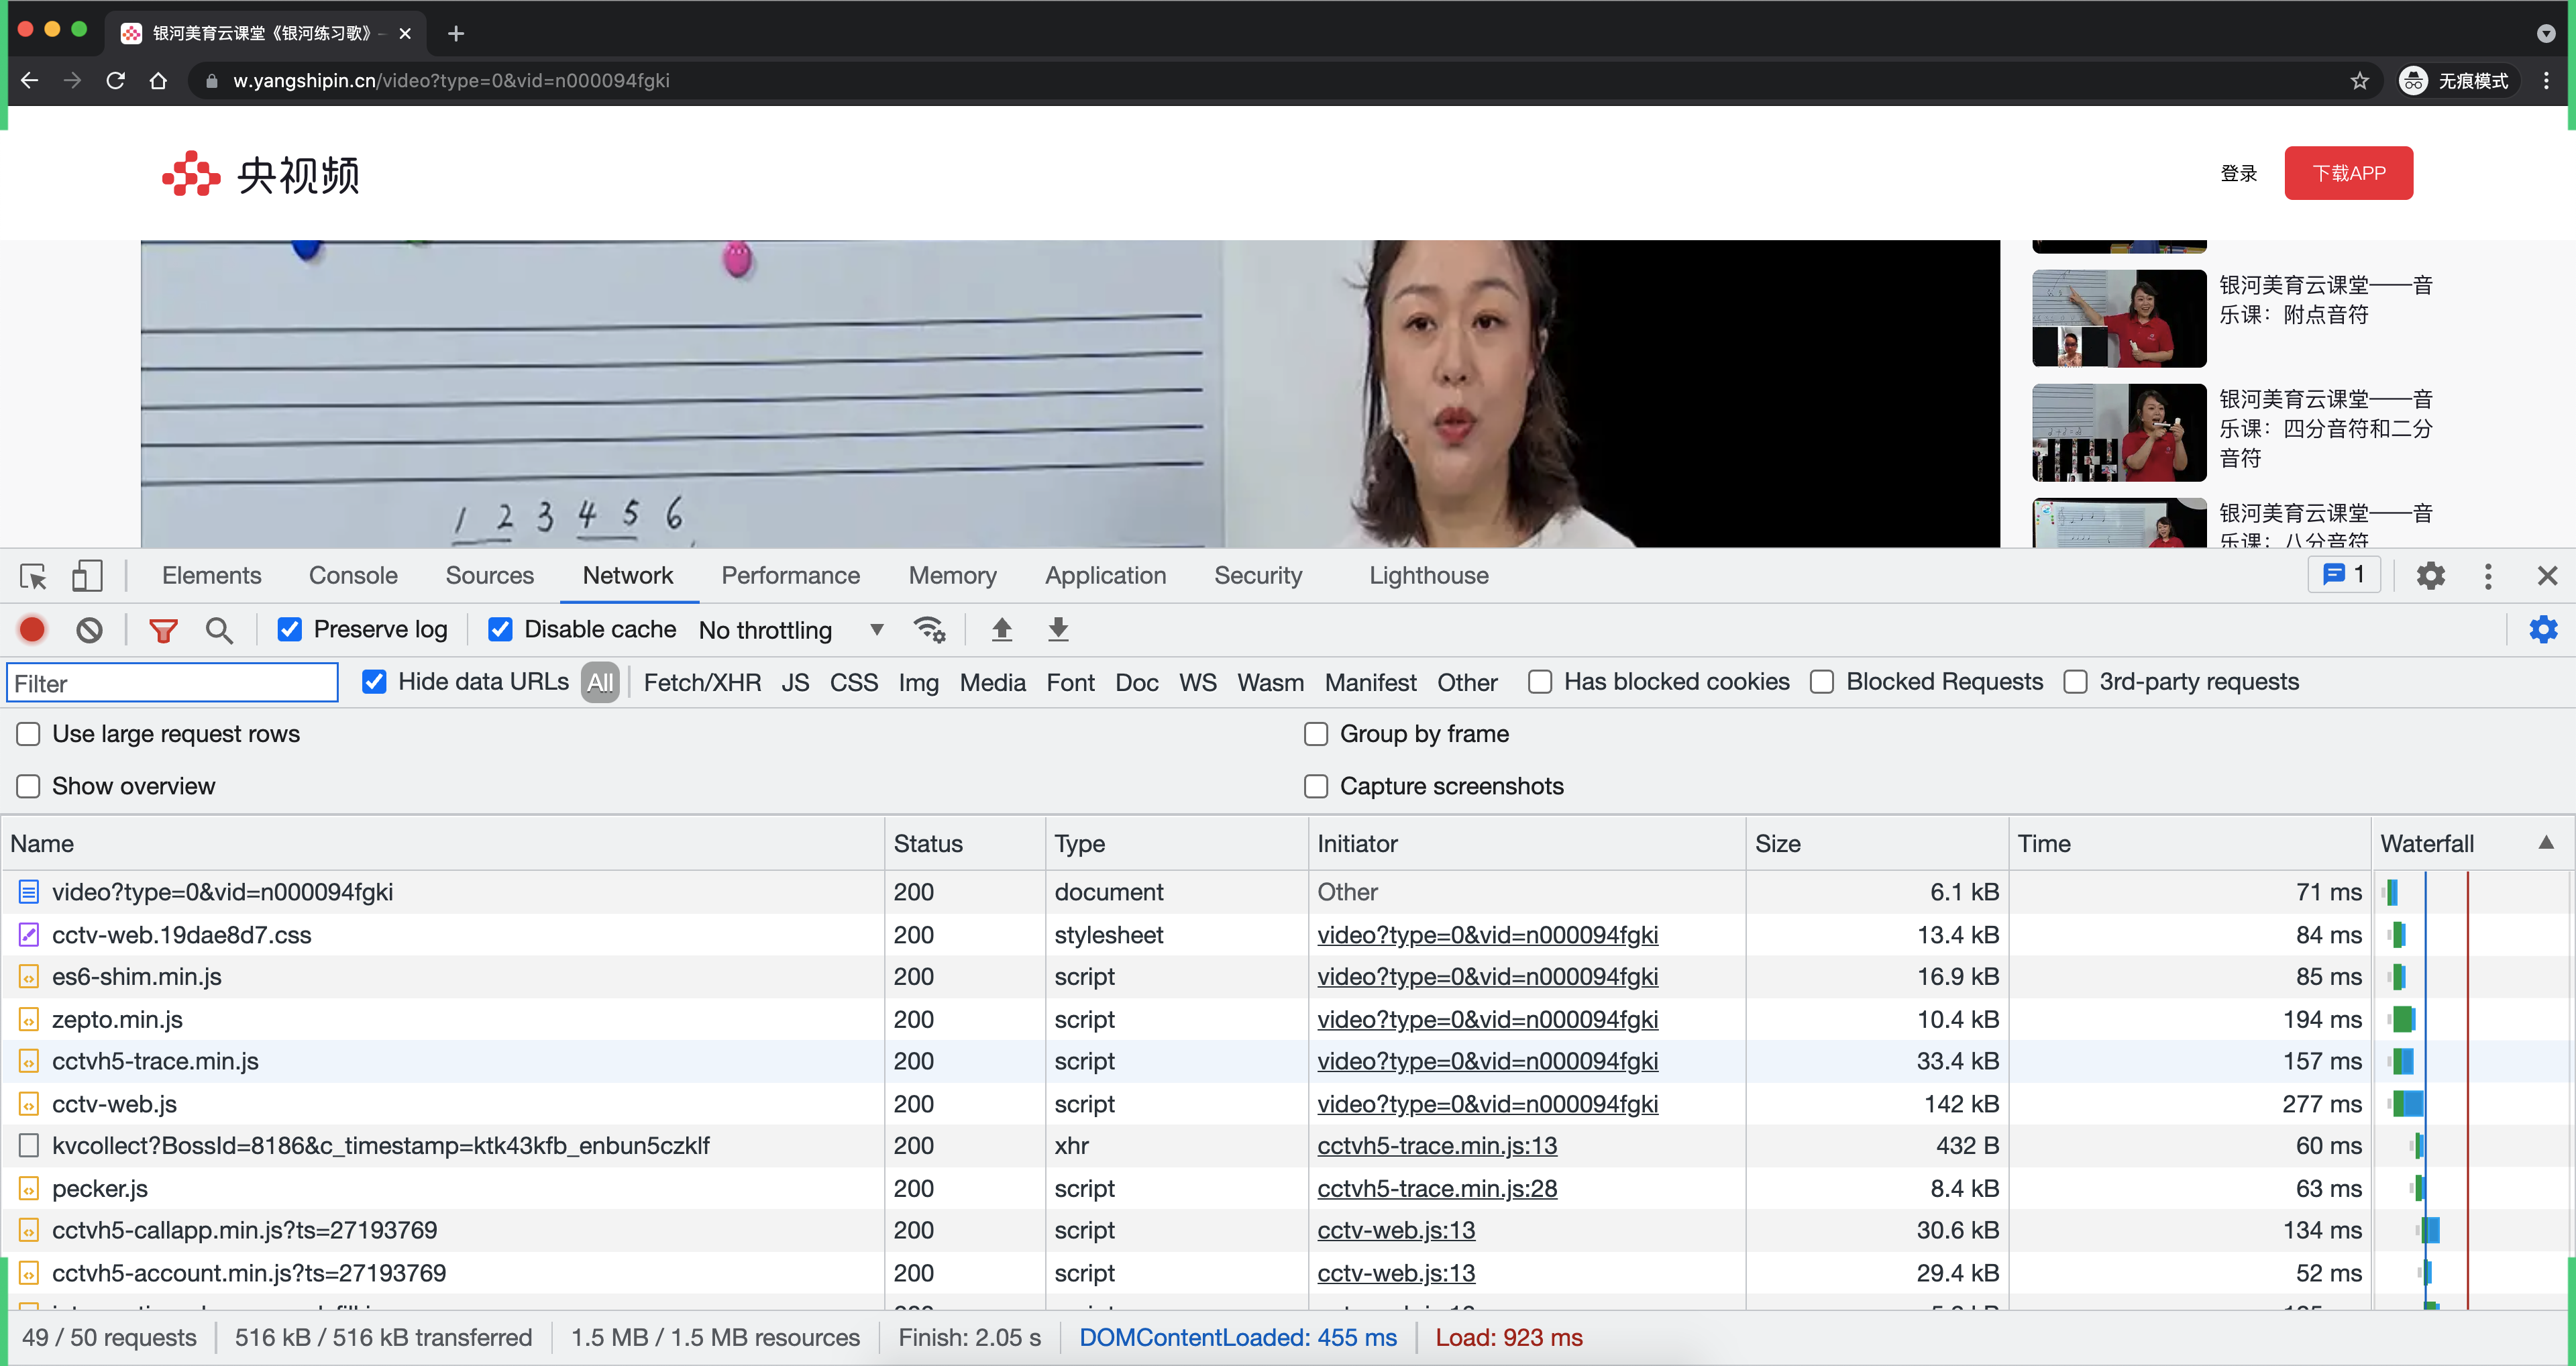 银河美育云课堂《银河练习歌》-
w.yangshipin.cn/video?type=0&vid=n000094fgki
无痕模式
央视频
登录
下载APP
1 2 3 4 5 6
银河美育云课堂——音
乐课：附点音符
银河美育云课堂——音
乐课：四分音符和二分
音符
银河美育云课堂——音
乐课：八分音符
Elements Console Sources Network Performance Memory Application Security Lighthouse 1
Preserve log Disable cache No throttling
Filter Hide data URLs All Fetch/XHR JS CSS Img Media Font Doc WS Wasm Manifest Other Has blocked cookies Blocked Requests 3rd-party requests
Use large request rows Group by frame
Show overview Capture screenshots
Name Status Type Initiator Size Time Waterfall
video?type=0&vid=n000094fgki 200 document Other 6.1 kB 71 ms
cctv-web.19dae8d7.css 200 stylesheet video?type=0&vid=n000094fgki 13.4 kB 84 ms
es6-shim.min.js 200 script video?type=0&vid=n000094fgki 16.9 kB 85 ms
zepto.min.js 200 script video?type=0&vid=n000094fgki 10.4 kB 194 ms
cctvh5-trace.min.js 200 script video?type=0&vid=n000094fgki 33.4 kB 157 ms
cctv-web.js 200 script video?type=0&vid=n000094fgki 142 kB 277 ms
kvcollect?BossId=8186&c_timestamp=ktk43kfb_enbun5czklf 200 xhr cctvh5-trace.min.js:13 432 B 60 ms
pecker.js 200 script cctvh5-trace.min.js:28 8.4 kB 63 ms
cctvh5-callapp.min.js?ts=27193769 200 script cctv-web.js:13 30.6 kB 134 ms
cctvh5-account.min.js?ts=27193769 200 script cctv-web.js:13 29.4 kB 52 ms
49 / 50 requests 516 kB / 516 kB transferred 1.5 MB / 1.5 MB resources Finish: 2.05 s DOMContentLoaded: 455 ms Load: 923 ms